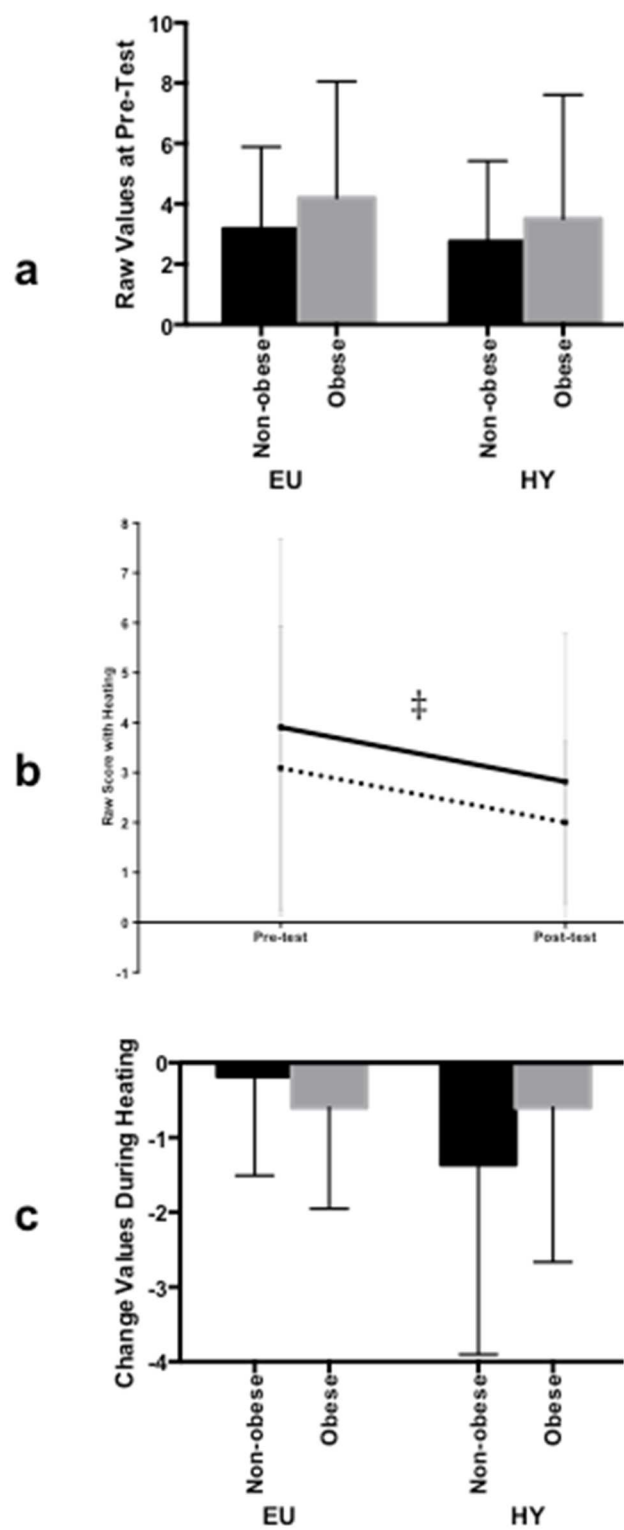 a
Raw Values at Pre-Test
10
8
6
4
2
0
Non-obese
Obese
Non-obese
Obese
EU
HY
b
Raw Score with Heating
8
7
6
5
4
3
2
1
0
-1
‡
Pre-test
Post-test
c
Change Values During Heating
0
-1
-2
-3
-4
Non-obese
Obese
Non-obese
Obese
EU
HY